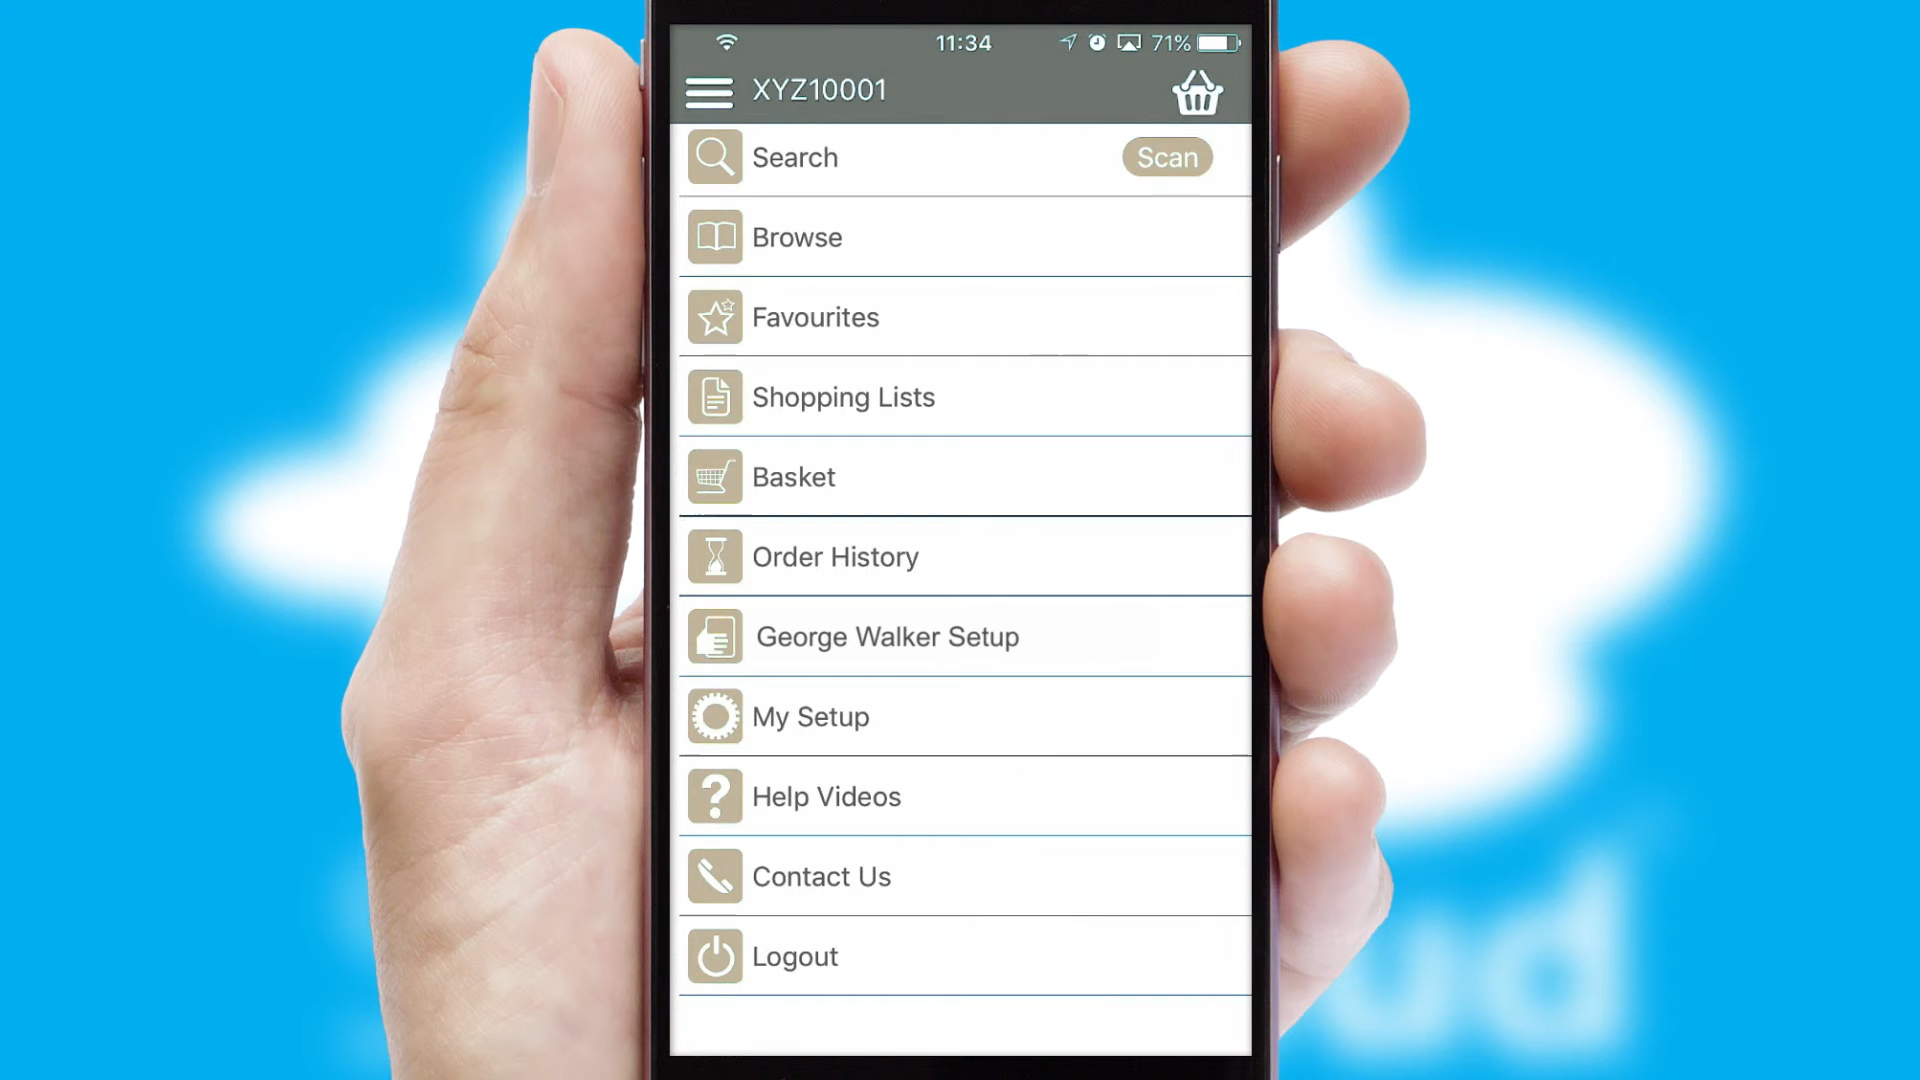 11:34 71%
XYZ10001
Search Scan
Browse
Favourites
Shopping Lists
Basket
Order History
George Walker Setup
My Setup
Help Videos
Contact Us
Logout